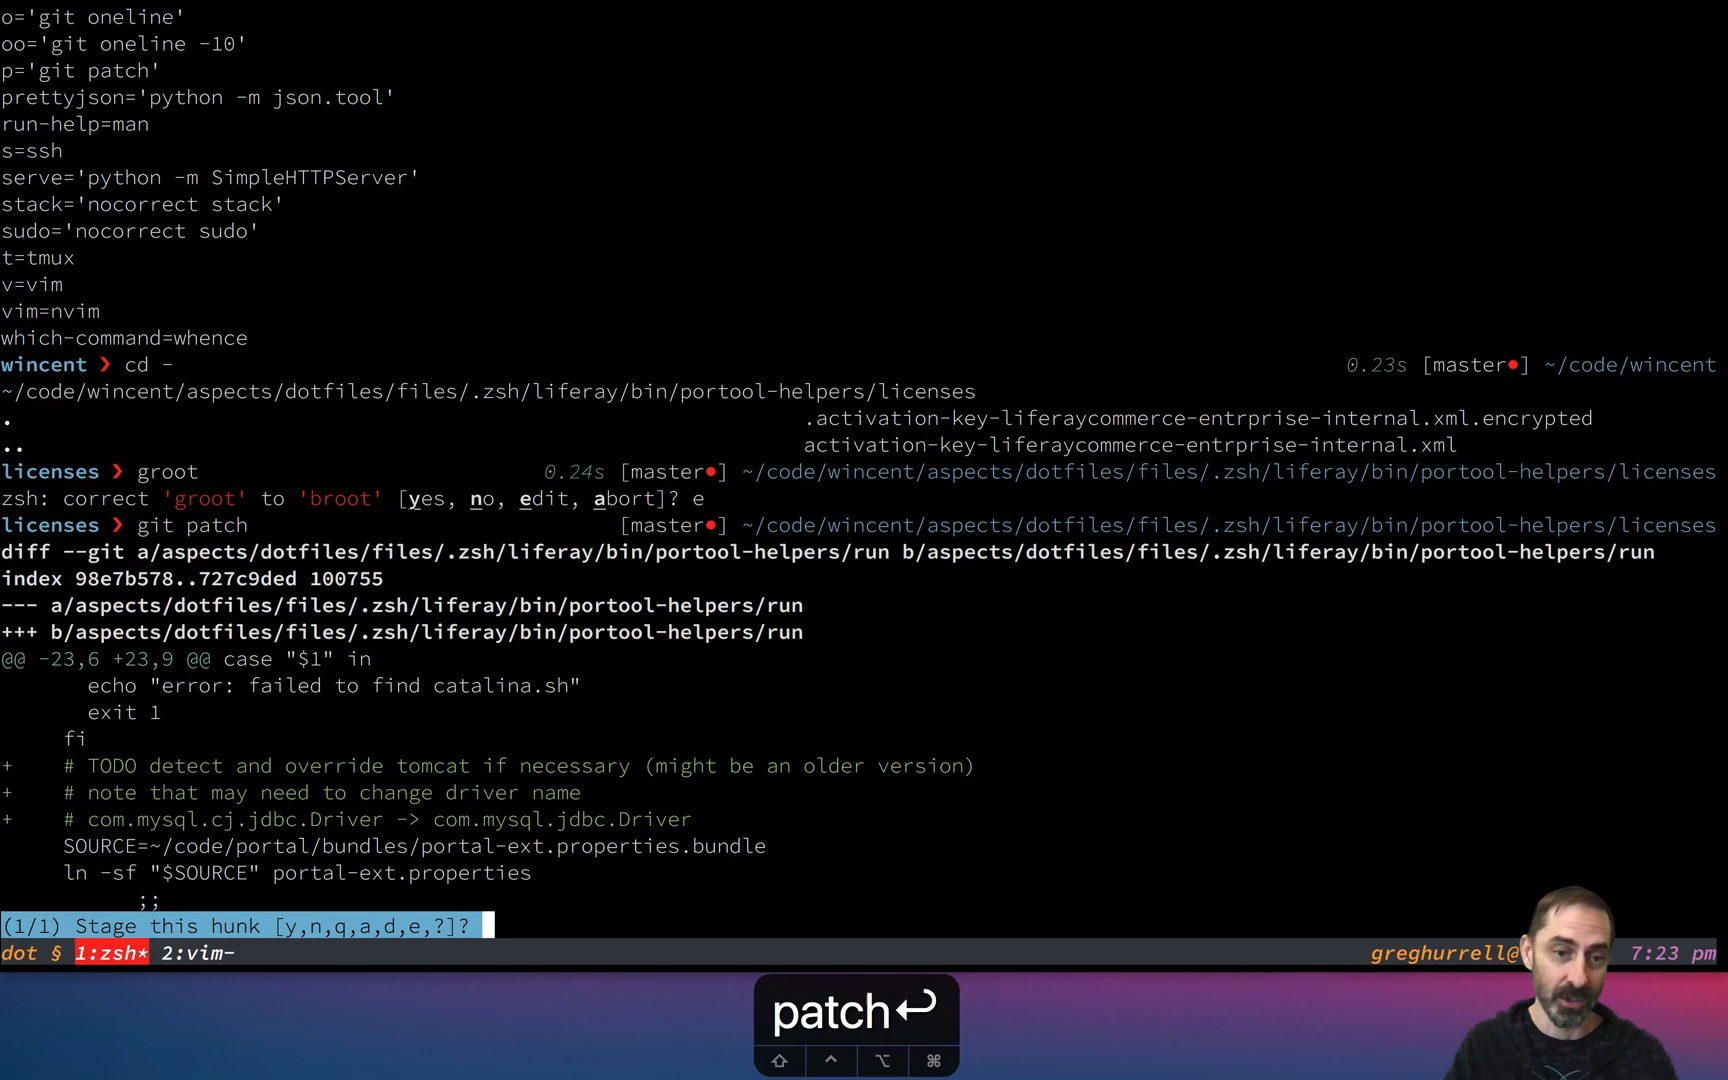 o='git oneline'
oo='git oneline -10'
p='git patch'
prettyjson='python -m json.tool'
run-help=man
s=ssh
serve='python -m SimpleHTTPServer'
stack='nocorrect stack'
sudo='nocorrect sudo'
t=tmux
v=vim
vim=nvim
which-command=whence
wincent ❯ cd - 0.23s [master●] ~/code/wincent
~/code/wincent/aspects/dotfiles/files/.zsh/liferay/bin/portool-helpers/licenses
. .activation-key-liferaycommerce-entrprise-internal.xml.encrypted
.. activation-key-liferaycommerce-entrprise-internal.xml
licenses ❯ groot 0.24s [master●] ~/code/wincent/aspects/dotfiles/files/.zsh/liferay/bin/portool-helpers/licenses
zsh: correct 'groot' to 'broot' [yes, no, edit, abort]? e
licenses ❯ git patch [master●] ~/code/wincent/aspects/dotfiles/files/.zsh/liferay/bin/portool-helpers/licenses
diff --git a/aspects/dotfiles/files/.zsh/liferay/bin/portool-helpers/run b/aspects/dotfiles/files/.zsh/liferay/bin/portool-helpers/run
index 98e7b578..727c9ded 100755
--- a/aspects/dotfiles/files/.zsh/liferay/bin/portool-helpers/run
+++ b/aspects/dotfiles/files/.zsh/liferay/bin/portool-helpers/run
@@ -23,6 +23,9 @@ case "$1" in
echo "error: failed to find catalina.sh"
exit 1
fi
+ # TODO detect and override tomcat if necessary (might be an older version)
+ # note that may need to change driver name
+ # com.mysql.cj.jdbc.Driver -> com.mysql.jdbc.Driver
SOURCE=~/code/portal/bundles/portal-ext.properties.bundle
ln -sf "$SOURCE" portal-ext.properties
;;
(1/1) Stage this hunk [y,n,q,a,d,e,?]?
dot § 1:zsh* 2:vim- greghurrell@ 7:23 pm
patch↩
⇧ ^ ⌥ ⌘